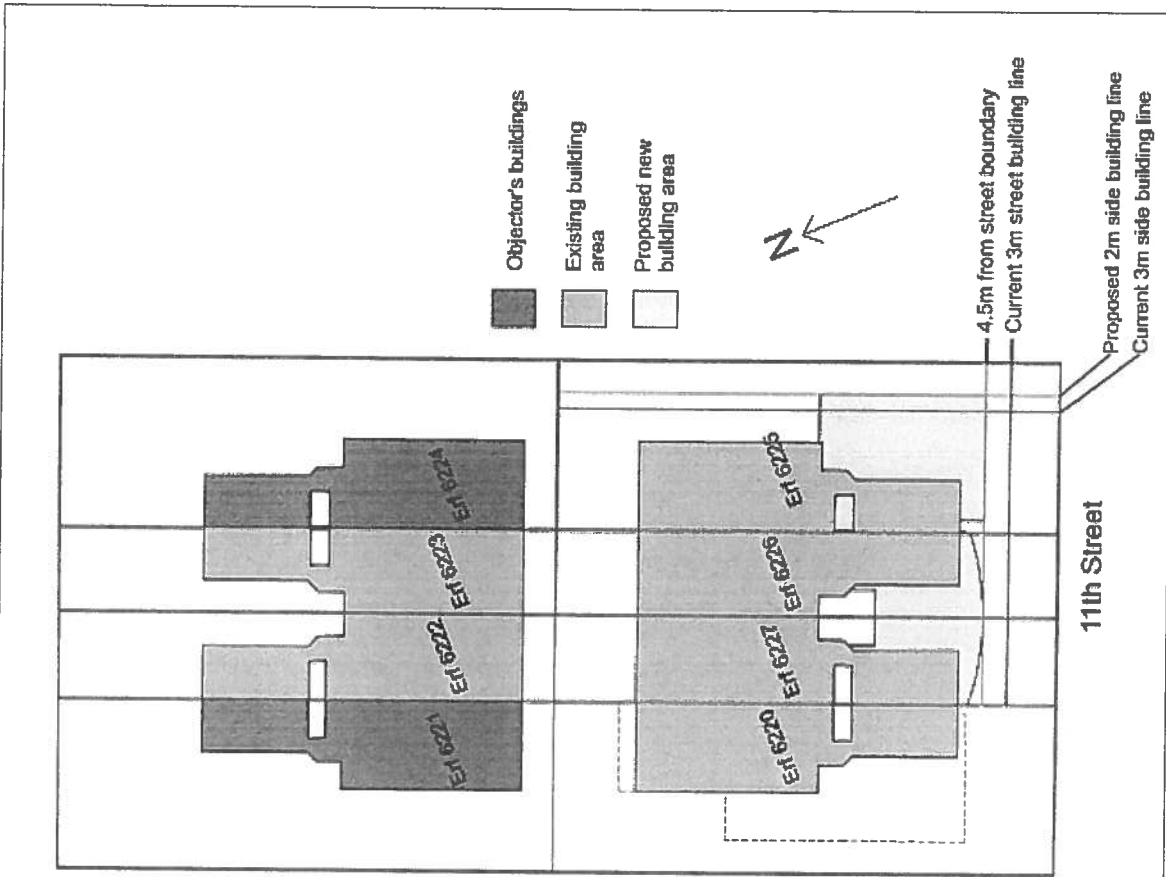 Objector's buildings
Existing building
area
Proposed new
building area
N
4.5m from street boundary
Current 3m street building line
Proposed 2m side building line
Current 3m side building line
Erf 6221
Erf 6222
Erf 6223
Erf 6224
Erf 6220
Erf 6227
Erf 6226
Erf 6225
11th Street